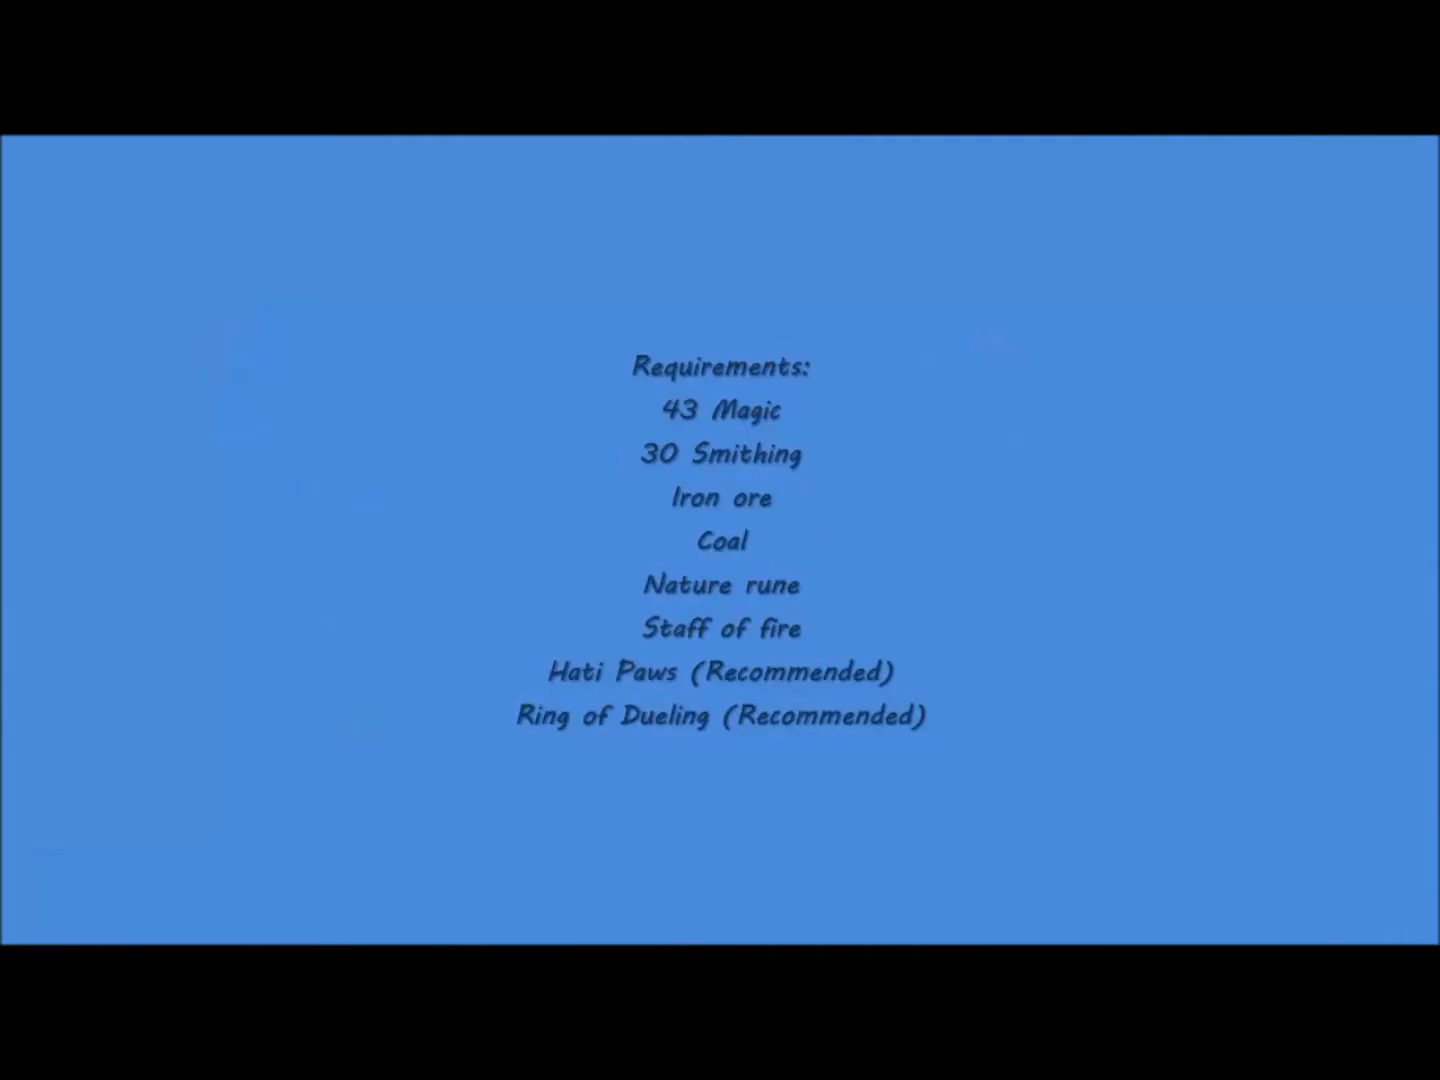 Requirements:
43 Magic
30 Smithing
Iron ore
Coal
Nature rune
Staff of fire
Hati Paws (Recommended)
Ring of Dueling (Recommended)